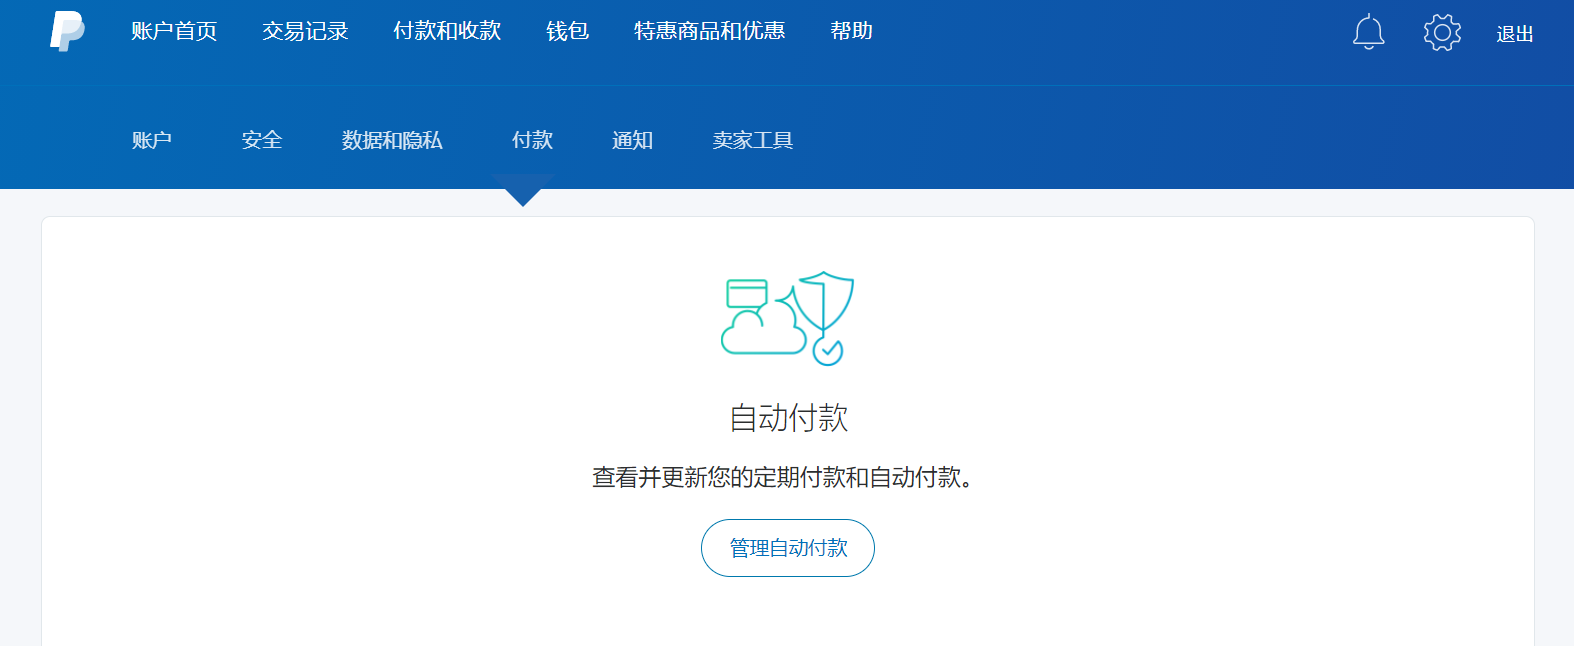 账户首页 交易记录 付款和收款 钱包 特惠商品和优惠 帮助 退出
账户 安全 数据和隐私 付款 通知 卖家工具
自动付款
查看并更新您的定期付款和自动付款。
管理自动付款